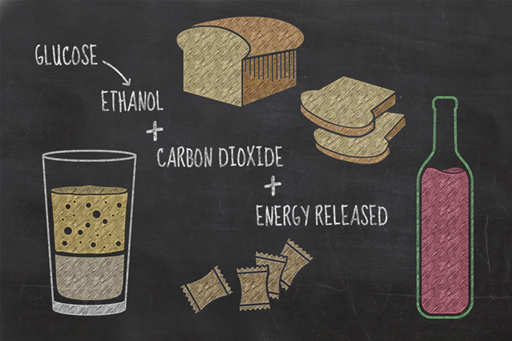 GLUCOSE
ETHANOL
+
CARBON DIOXIDE
+
ENERGY RELEASED